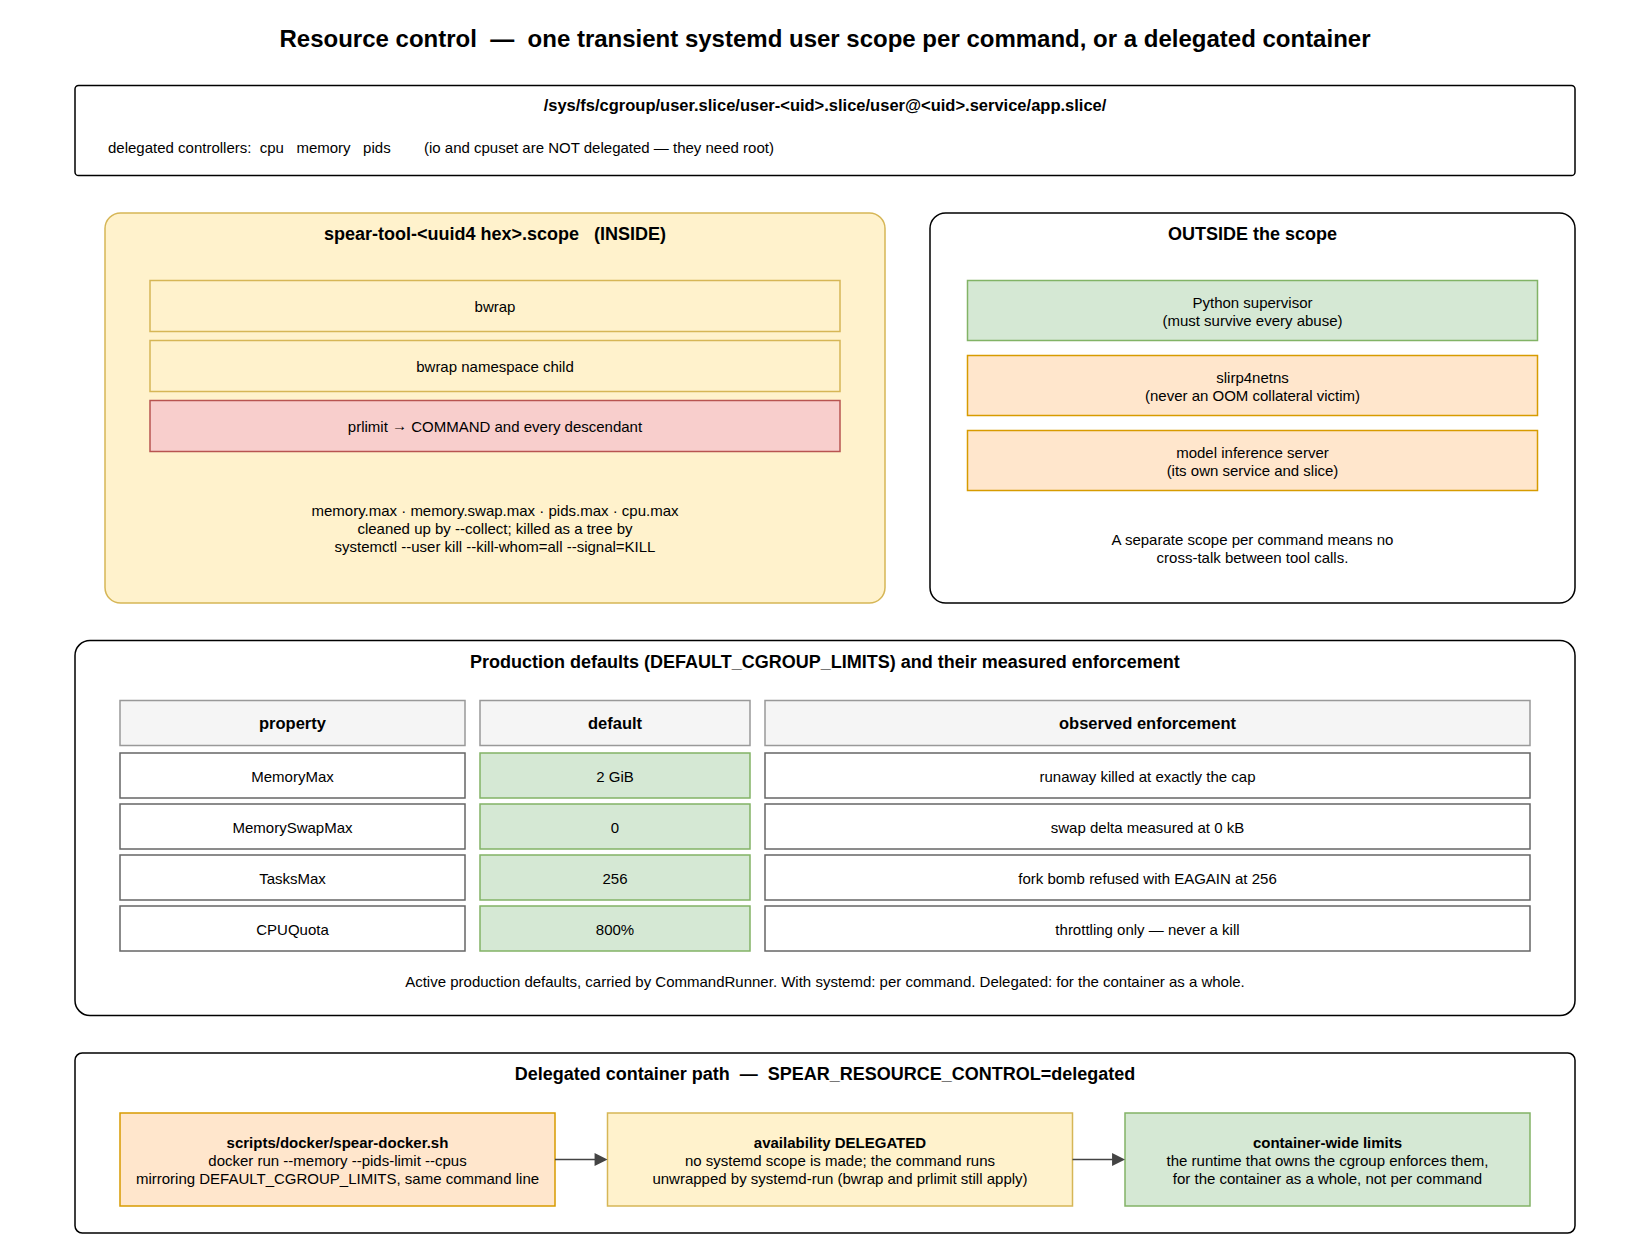 Resource control — one transient systemd user scope per command, or a delegated container
/sys/fs/cgroup/user.slice/user-<uid>.slice/user@<uid>.service/app.slice/
delegated controllers: cpu memory pids (io and cpuset are NOT delegated — they need root)
spear-tool-<uuid4 hex>.scope (INSIDE)
bwrap
bwrap namespace child
prlimit → COMMAND and every descendant
memory.max · memory.swap.max · pids.max · cpu.max
cleaned up by --collect; killed as a tree by
systemctl --user kill --kill-whom=all --signal=KILL
OUTSIDE the scope
Python supervisor
(must survive every abuse)
slirp4netns
(never an OOM collateral victim)
model inference server
(its own service and slice)
A separate scope per command means no
cross-talk between tool calls.
Production defaults (DEFAULT_CGROUP_LIMITS) and their measured enforcement
property default observed enforcement
MemoryMax 2 GiB runaway killed at exactly the cap
MemorySwapMax 0 swap delta measured at 0 kB
TasksMax 256 fork bomb refused with EAGAIN at 256
CPUQuota 800% throttling only — never a kill
Active production defaults, carried by CommandRunner. With systemd: per command. Delegated: for the container as a whole.
Delegated container path — SPEAR_RESOURCE_CONTROL=delegated
scripts/docker/spear-docker.sh
docker run --memory --pids-limit --cpus
mirroring DEFAULT_CGROUP_LIMITS, same command line
availability DELEGATED
no systemd scope is made; the command runs
unwrapped by systemd-run (bwrap and prlimit still apply)
container-wide limits
the runtime that owns the cgroup enforces them,
for the container as a whole, not per command